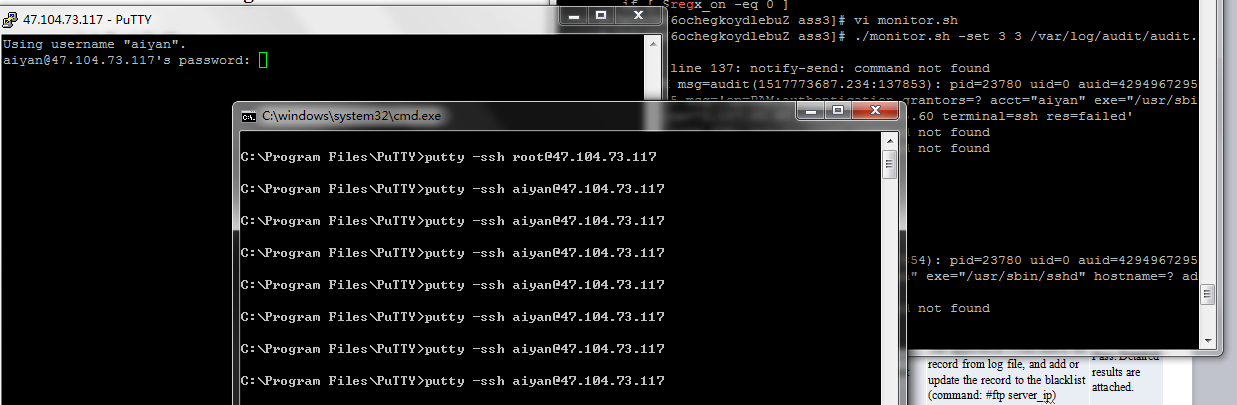 47.104.73.117 - PuTTY
Using username "aiyan".
aiyan@47.104.73.117's password:
C:\windows\system32\cmd.exe
C:\Program Files\PuTTY>putty -ssh root@47.104.73.117
C:\Program Files\PuTTY>putty -ssh aiyan@47.104.73.117
C:\Program Files\PuTTY>putty -ssh aiyan@47.104.73.117
C:\Program Files\PuTTY>putty -ssh aiyan@47.104.73.117
C:\Program Files\PuTTY>putty -ssh aiyan@47.104.73.117
C:\Program Files\PuTTY>putty -ssh aiyan@47.104.73.117
C:\Program Files\PuTTY>putty -ssh aiyan@47.104.73.117
C:\Program Files\PuTTY>putty -ssh aiyan@47.104.73.117
if [ $regx_on -eq 0 ]
6ochegkoydlebuZ ass3]# vi monitor.sh
6ochegkoydlebuZ ass3]# ./monitor.sh -set 3 3 /var/log/audit/audit.
line 137: notify-send: command not found
msg=audit(1517773687.234:137853): pid=23780 uid=0 auid=4294967295
grantors=? acct="aiyan" exe="/usr/sbi
.60 terminal=ssh res=failed'
d not found
d not found
54): pid=23780 uid=0 auid=4294967295
" exe="/usr/sbin/sshd" hostname=? ad
d not found
record from log file, and add or
update the record to the blacklist
(command: #ftp server_ip)
Pass. Detailed
results are
attached.